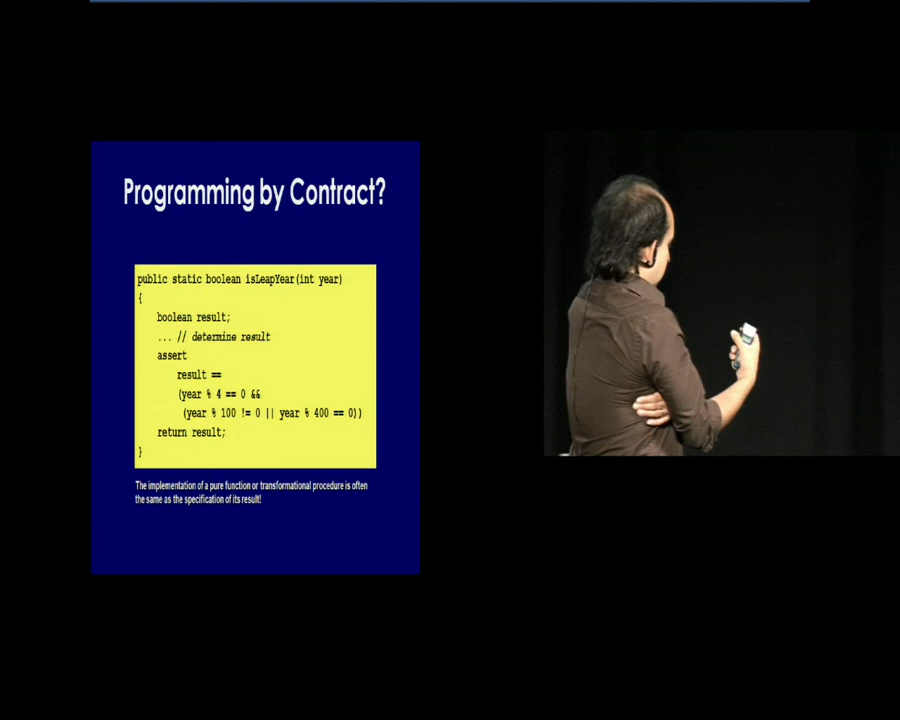 Programming by Contract?
public static boolean isLeapYear(int year)
{
boolean result;
... // determine result
assert
result ==
(year % 4 == 0 &&
(year % 100 != 0 || year % 400 == 0))
return result;
}
The implementation of a pure function or transformational procedure is often
the same as the specification of its result!